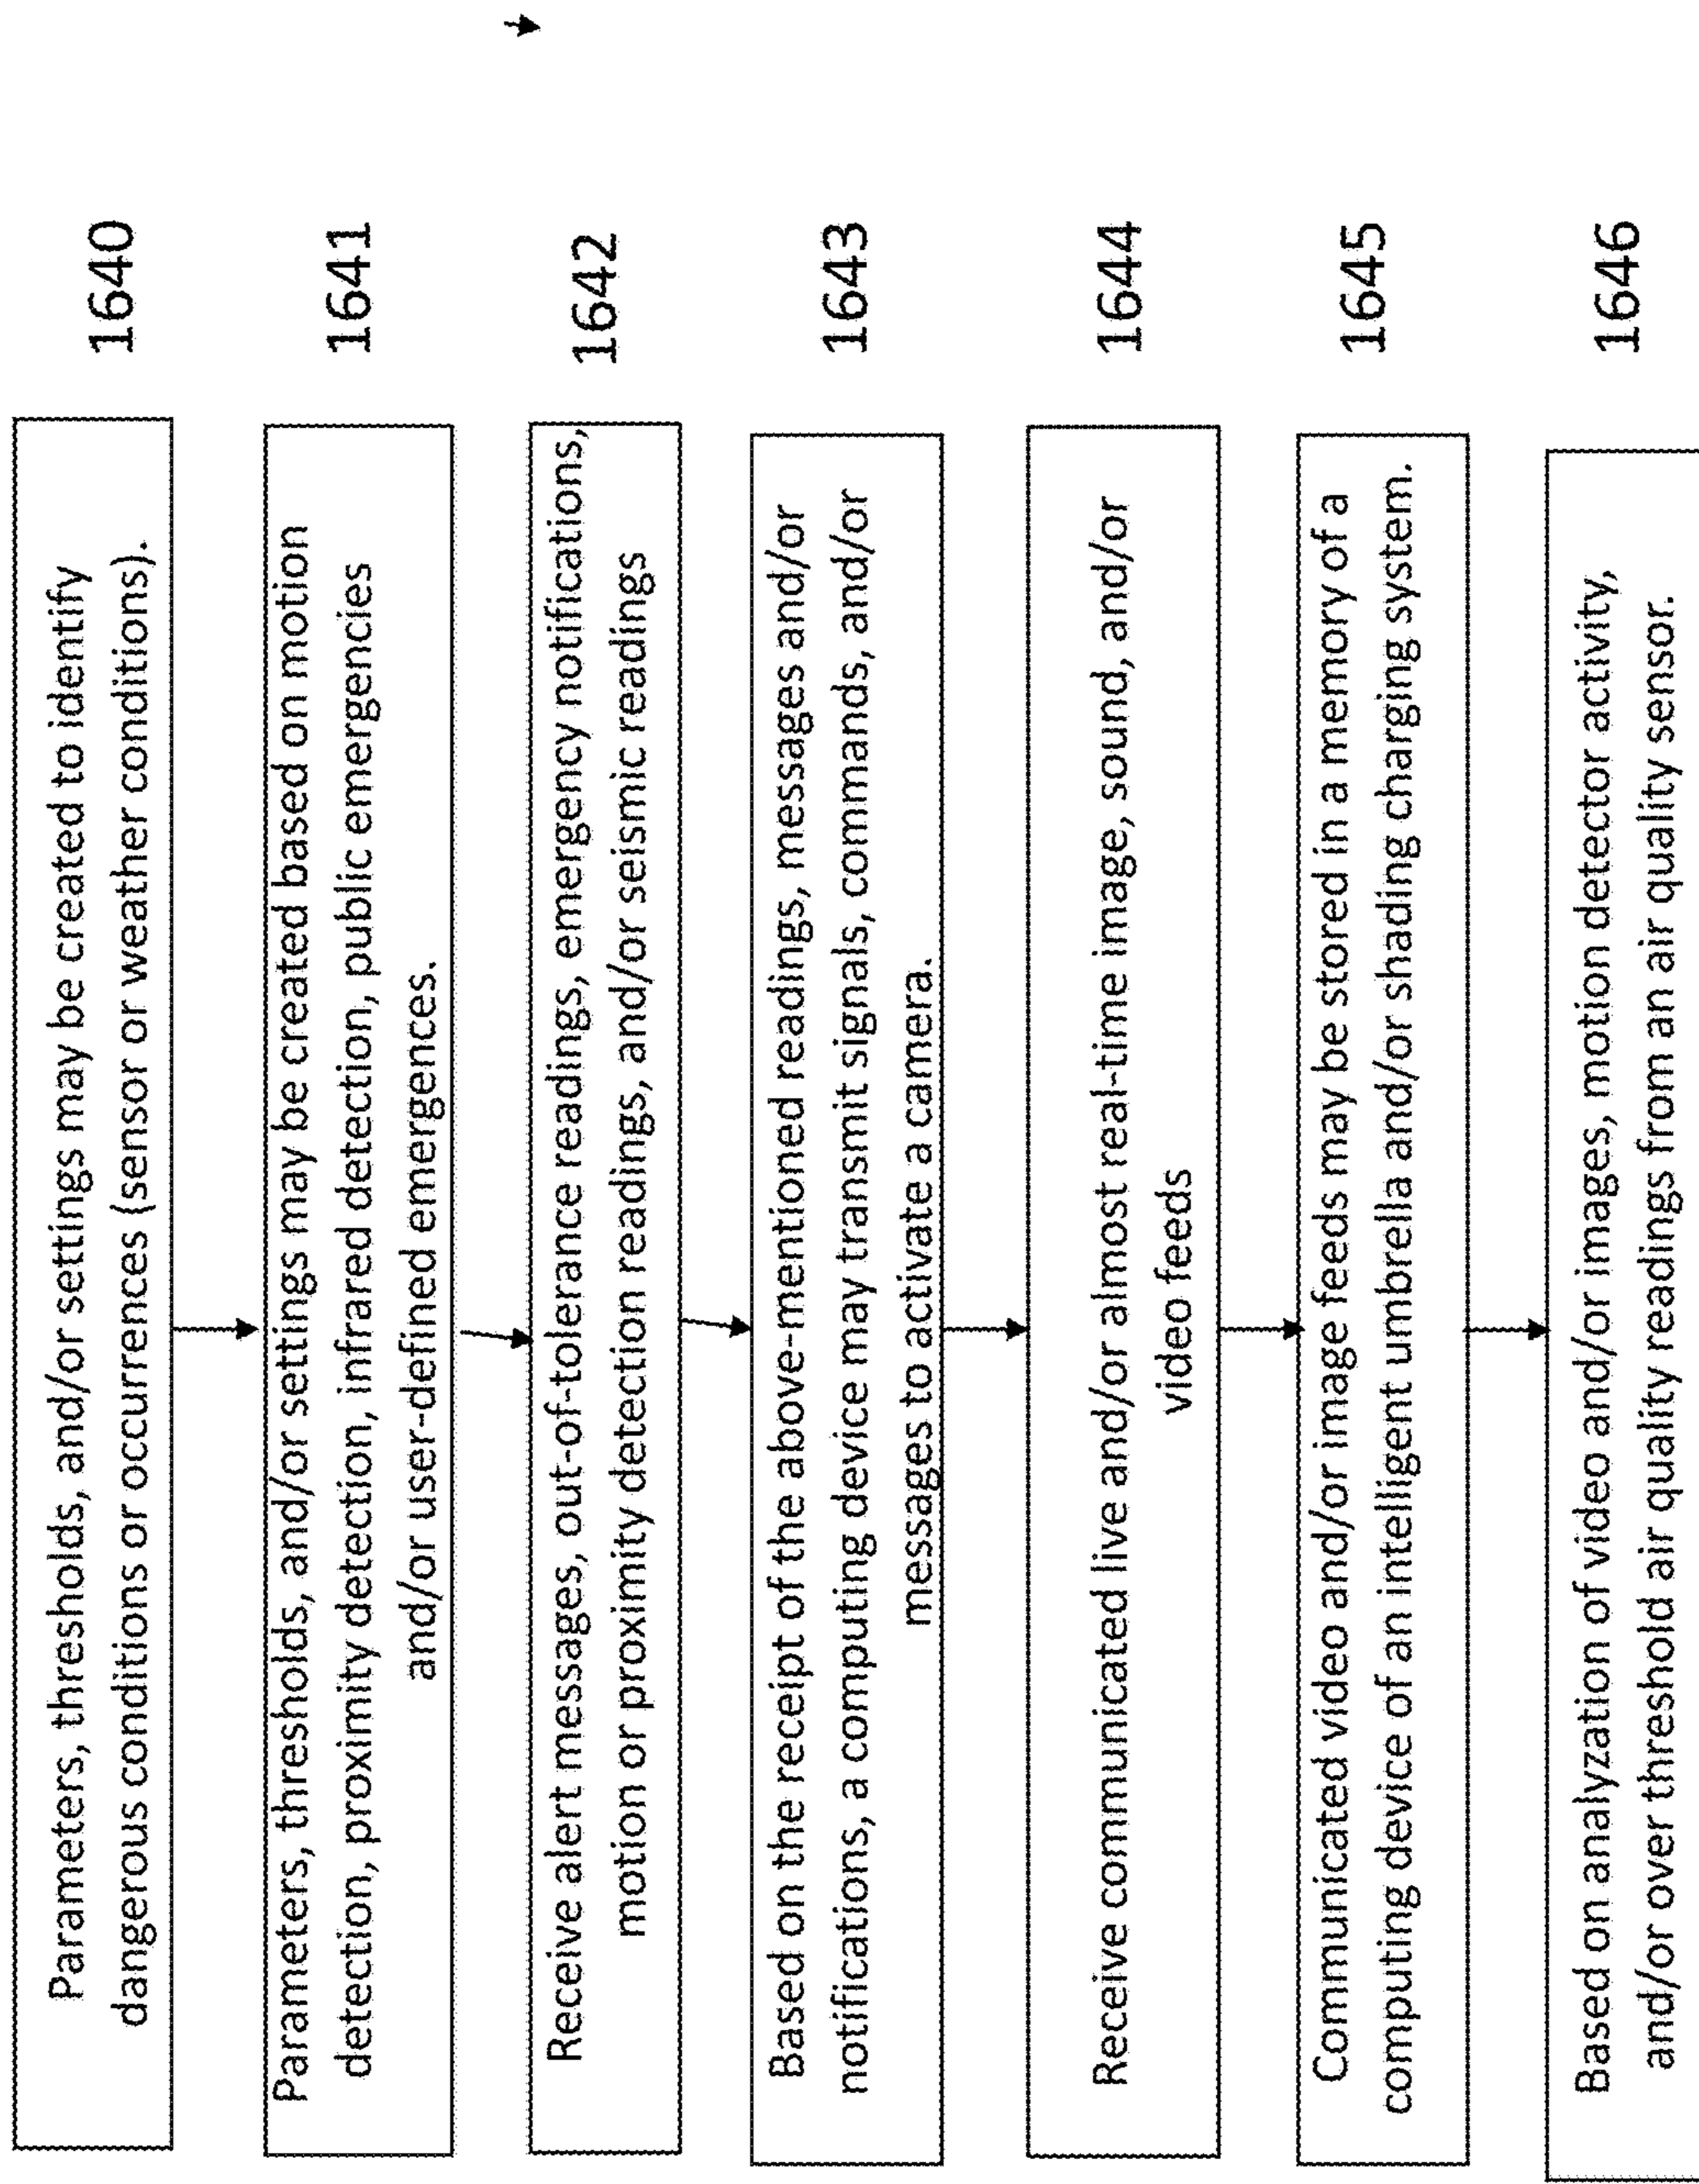 Parameters, thresholds, and/or settings may be created to identify
dangerous conditions or occurrences (sensor or weather conditions).
1640
Parameters, thresholds, and/or settings may be created based on motion
detection, proximity detection, infrared detection, public emergencies
and/or user-defined emergences.
1641
Receive alert messages, out-of-tolerance readings, emergency notifications,
motion or proximity detection readings, and/or seismic readings
1642
Based on the receipt of the above-mentioned readings, messages and/or
notifications, a computing device may transmit signals, commands, and/or
messages to activate a camera.
1643
Receive communicated live and/or almost real-time image, sound, and/or
video feeds
1644
Communicated video and/or image feeds may be stored in a memory of a
computing device of an intelligent umbrella and/or shading charging system.
1645
Based on analyzation of video and/or images, motion detector activity,
and/or over threshold air quality readings from an air quality sensor.
1646